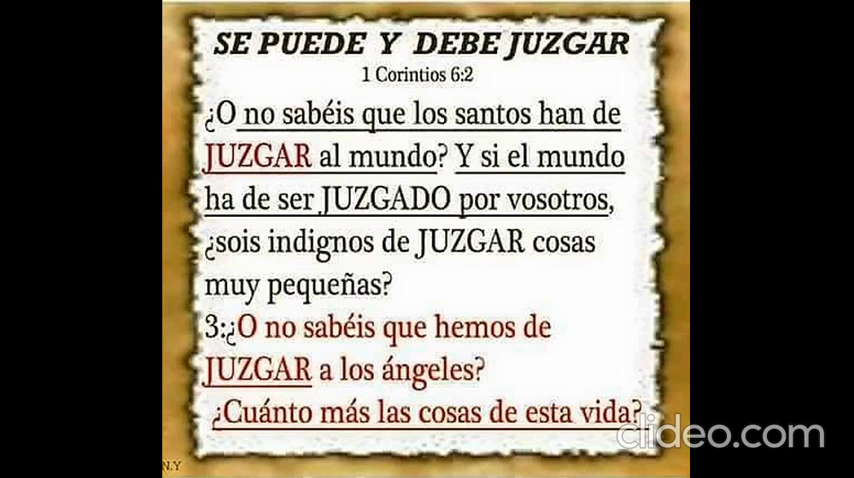 SE PUEDE Y DEBE JUZGAR
1 Corintios 6:2
¿O no sabéis que los santos han de
JUZGAR al mundo? Y si el mundo
ha de ser JUZGADO por vosotros,
¿sois indignos de JUZGAR cosas
muy pequeñas?
3:¿O no sabéis que hemos de
JUZGAR a los ángeles?
¿Cuánto más las cosas de esta vida?
clideo.com
N.Y